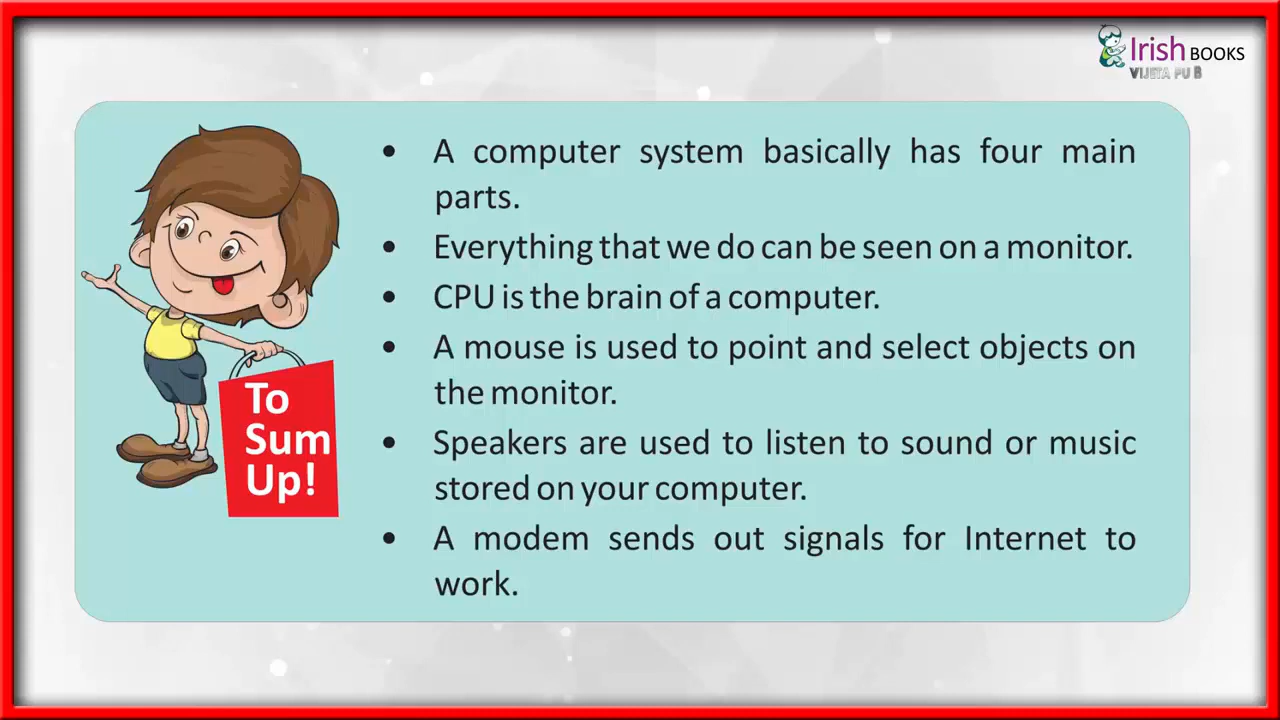 Irish BOOKS
• A computer system basically has four main
parts.
• Everything that we do can be seen on a monitor.
• CPU is the brain of a computer.
• A mouse is used to point and select objects on
the monitor.
• Speakers are used to listen to sound or music
stored on your computer.
• A modem sends out signals for Internet to
work.
To
Sum
Up!